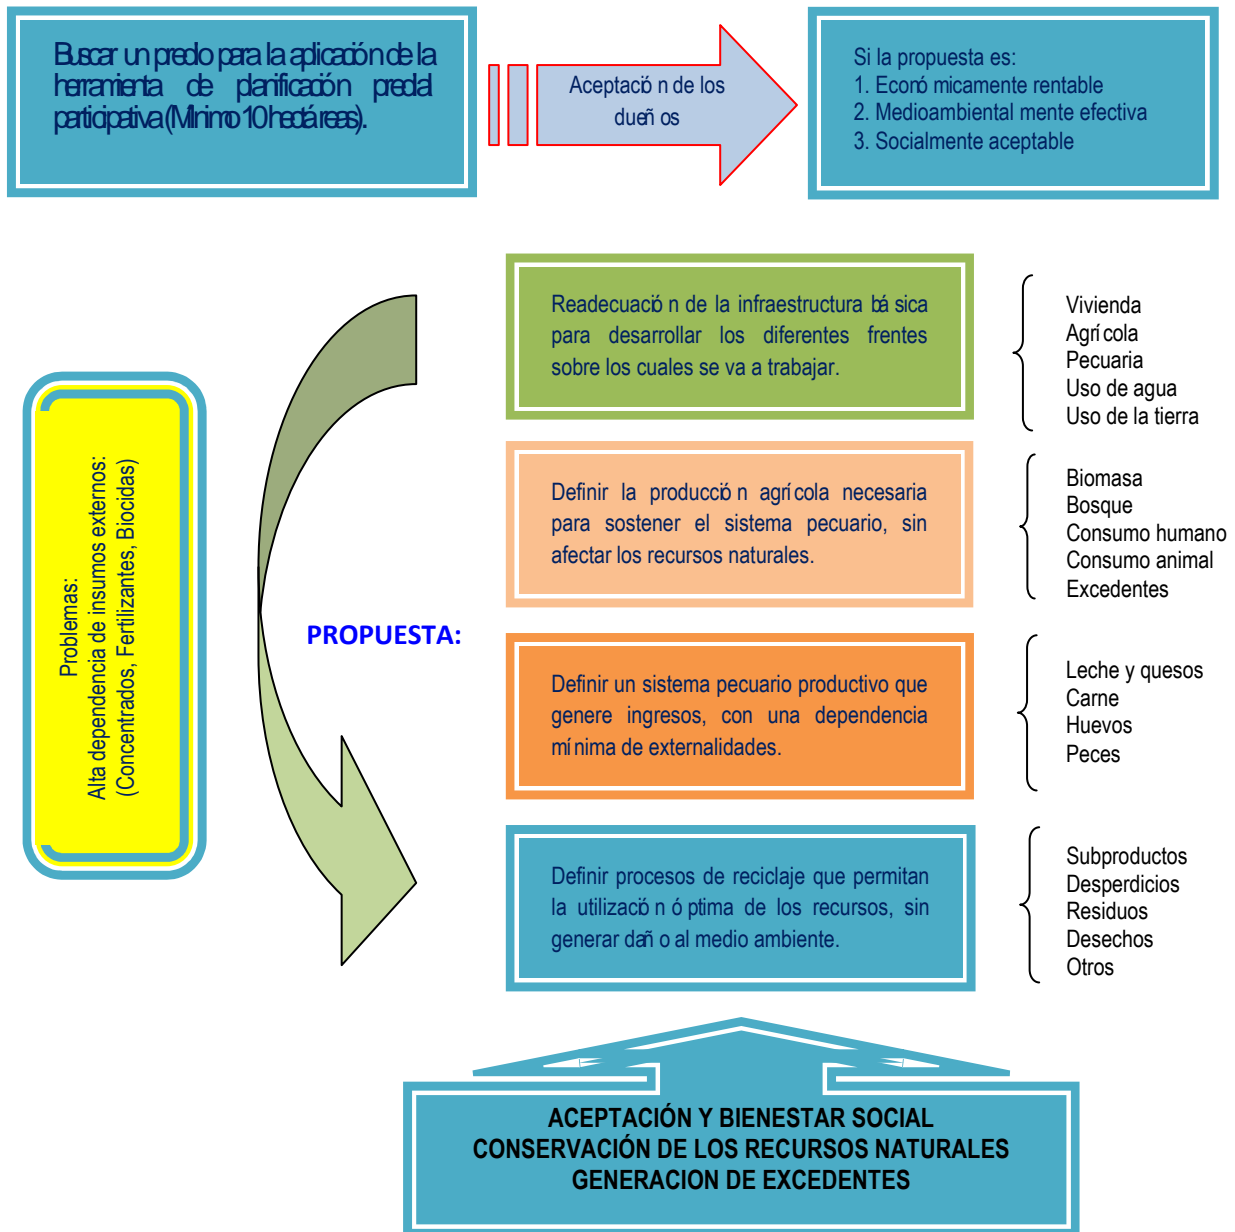 Buscar un predio para la aplicación de la
herramienta de planificación predial
participativa (Mínimo 10 hectáreas).
Aceptación de los
dueños
Si la propuesta es:
1. Económicamente rentable
2. Medioambientalmente efectiva
3. Socialmente aceptable
Problemas:
Alta dependencia de insumos externos:
(Concentrados, Fertilizantes, Biocidas)
PROPUESTA:
Readecuación de la infraestructura básica
para desarrollar los diferentes frentes
sobre los cuales se va a trabajar.
Vivienda
Agrícola
Pecuaria
Uso de agua
Uso de la tierra
Definir la producción agrícola necesaria
para sostener el sistema pecuario, sin
afectar los recursos naturales.
Biomasa
Bosque
Consumo humano
Consumo animal
Excedentes
Definir un sistema pecuario productivo que
genere ingresos, con una dependencia
mínima de externalidades.
Leche y quesos
Carne
Huevos
Peces
Definir procesos de reciclaje que permitan
la utilización óptima de los recursos, sin
generar daño al medio ambiente.
Subproductos
Desperdicios
Residuos
Desechos
Otros
ACEPTACIÓN Y BIENESTAR SOCIAL
CONSERVACIÓN DE LOS RECURSOS NATURALES
GENERACION DE EXCEDENTES